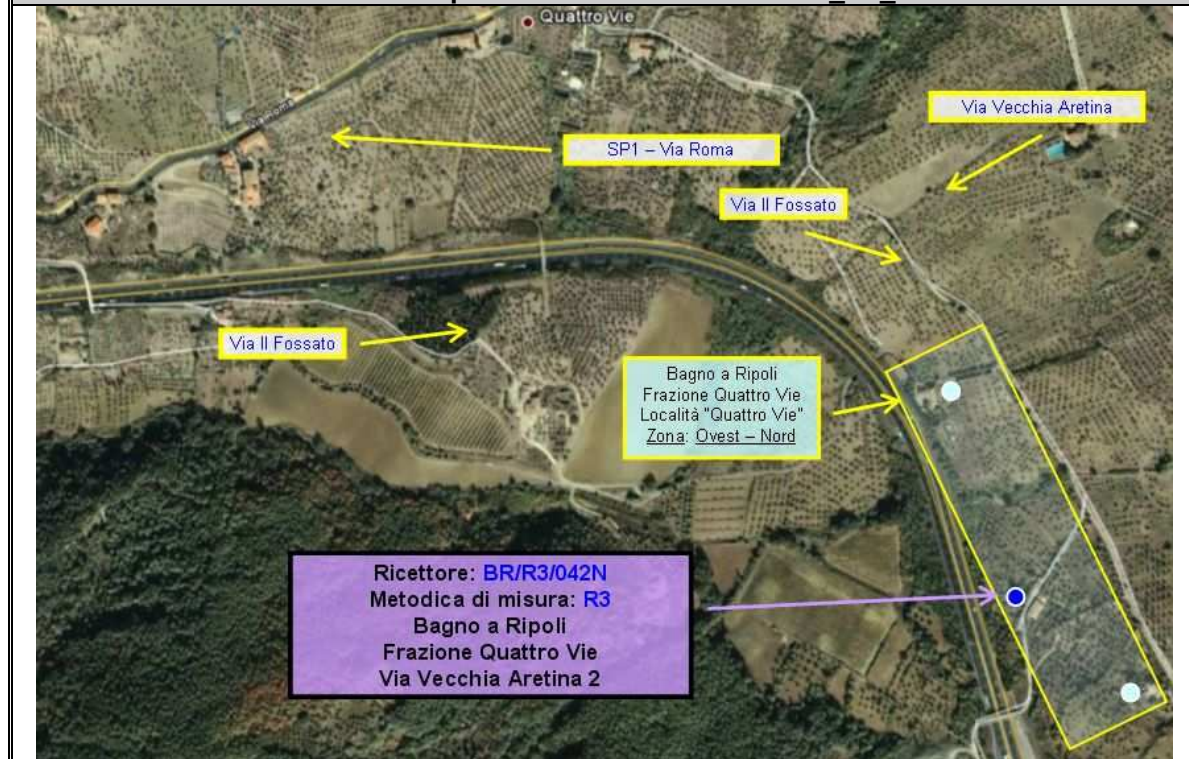 Quattro Vie
Via Vecchia Aretina
SP1 – Via Roma
Via Il Fossato
Via Il Fossato
Bagno a Ripoli
Frazione Quattro Vie
Località "Quattro Vie"
Zona: Ovest – Nord
Ricettore: BR/R3/042N
Metodica di misura: R3
Bagno a Ripoli
Frazione Quattro Vie
Via Vecchia Aretina 2